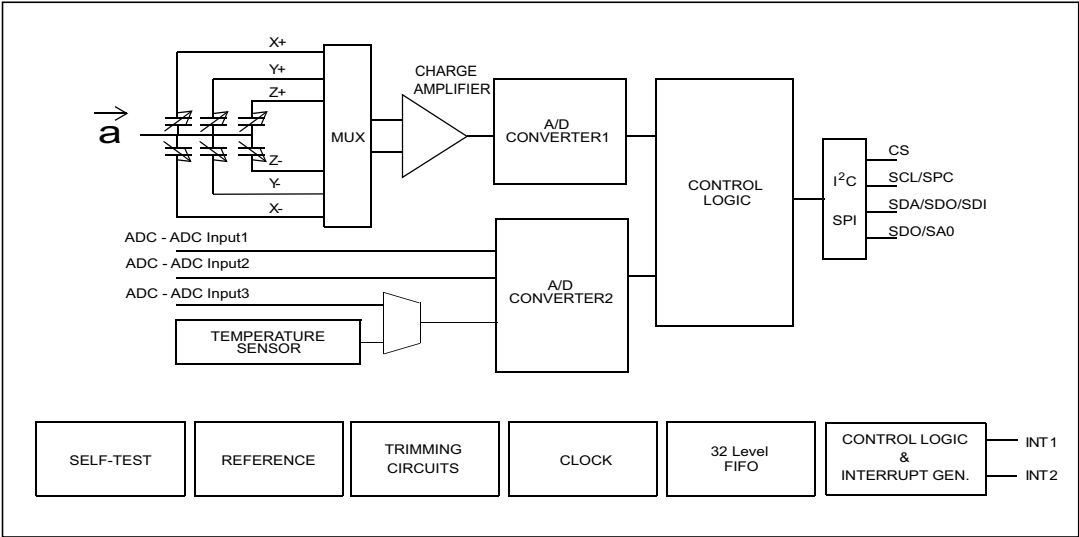 X+
Y+
Z+
a
Z-
Y-
X-
MUX
CHARGE
AMPLIFIER
A/D
CONVERTER1
CONTROL
LOGIC
I²C
SPI
CS
SCL/SPC
SDA/SDO/SDI
SDO/SA0
ADC - ADC Input1
ADC - ADC Input2
ADC - ADC Input3
TEMPERATURE
SENSOR
A/D
CONVERTER2
SELF-TEST
REFERENCE
TRIMMING
CIRCUITS
CLOCK
32 Level
FIFO
CONTROL LOGIC
&
INTERRUPT GEN.
INT1
INT2